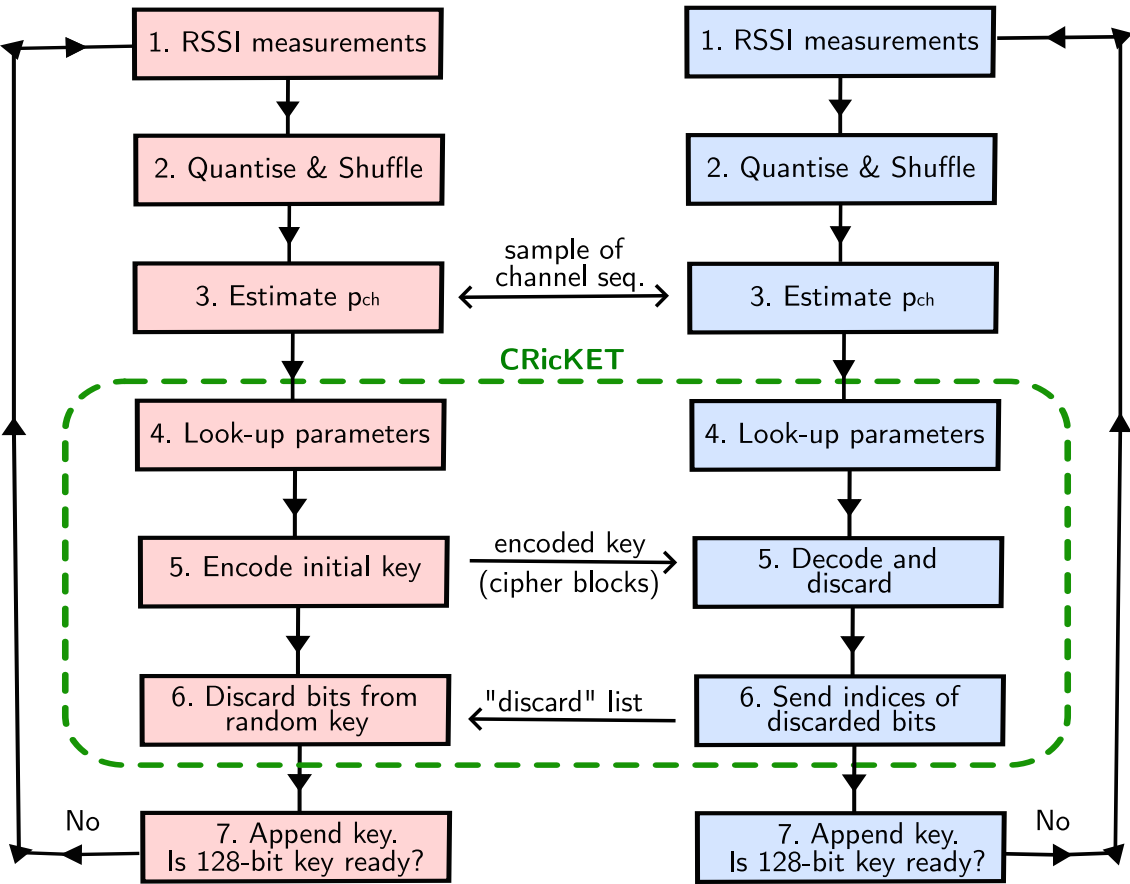 1. RSSI measurements
1. RSSI measurements
2. Quantise & Shuffle
2. Quantise & Shuffle
sample of
channel seq.
3. Estimate pch
3. Estimate pch
CRicKET
4. Look-up parameters
4. Look-up parameters
5. Encode initial key
encoded key
(cipher blocks)
5. Decode and
discard
6. Discard bits from
random key
"discard" list
6. Send indices of
discarded bits
No
7. Append key.
Is 128-bit key ready?
7. Append key.
Is 128-bit key ready?
No